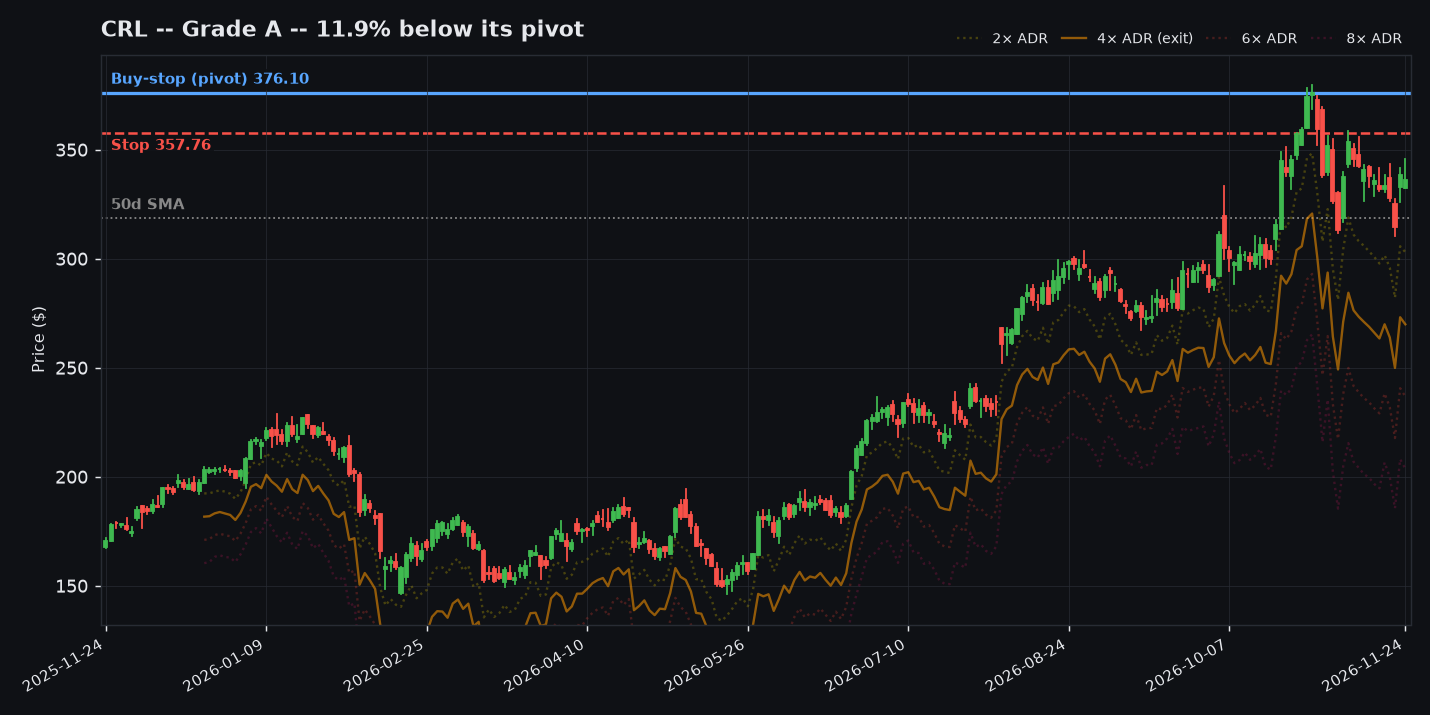 CRL -- Grade A -- 11.9% below its pivot
2× ADR
4× ADR (exit)
6× ADR
8× ADR
Buy-stop (pivot) 376.10
Stop 357.76
50d SMA
Price ($)
350
300
250
200
150
2025-11-24
2026-01-09
2026-02-25
2026-04-10
2026-05-26
2026-07-10
2026-08-24
2026-10-07
2026-11-24